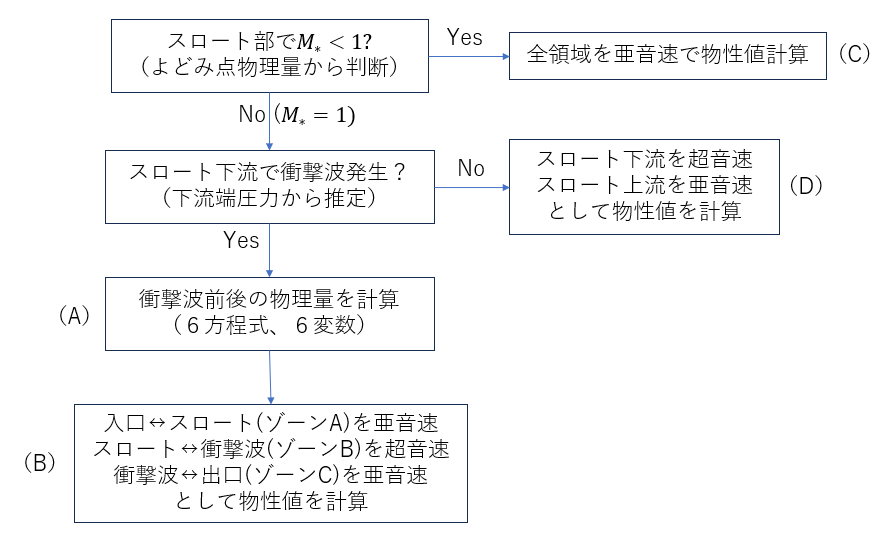 スロート部でM* < 1?
（よどみ点物理量から判断）
Yes
全領域を亜音速で物性値計算
（C）
No (M* = 1)
スロート下流で衝撃波発生？
（下流端圧力から推定）
No
スロート下流を超音速
スロート上流を亜音速
として物性値を計算
（D）
Yes
（A）
衝撃波前後の物理量を計算
（６方程式、６変数）
（B）
入口↔スロート(ゾーンA)を亜音速
スロート↔衝撃波(ゾーンB)を超音速
衝撃波↔出口(ゾーンC)を亜音速
として物性値を計算